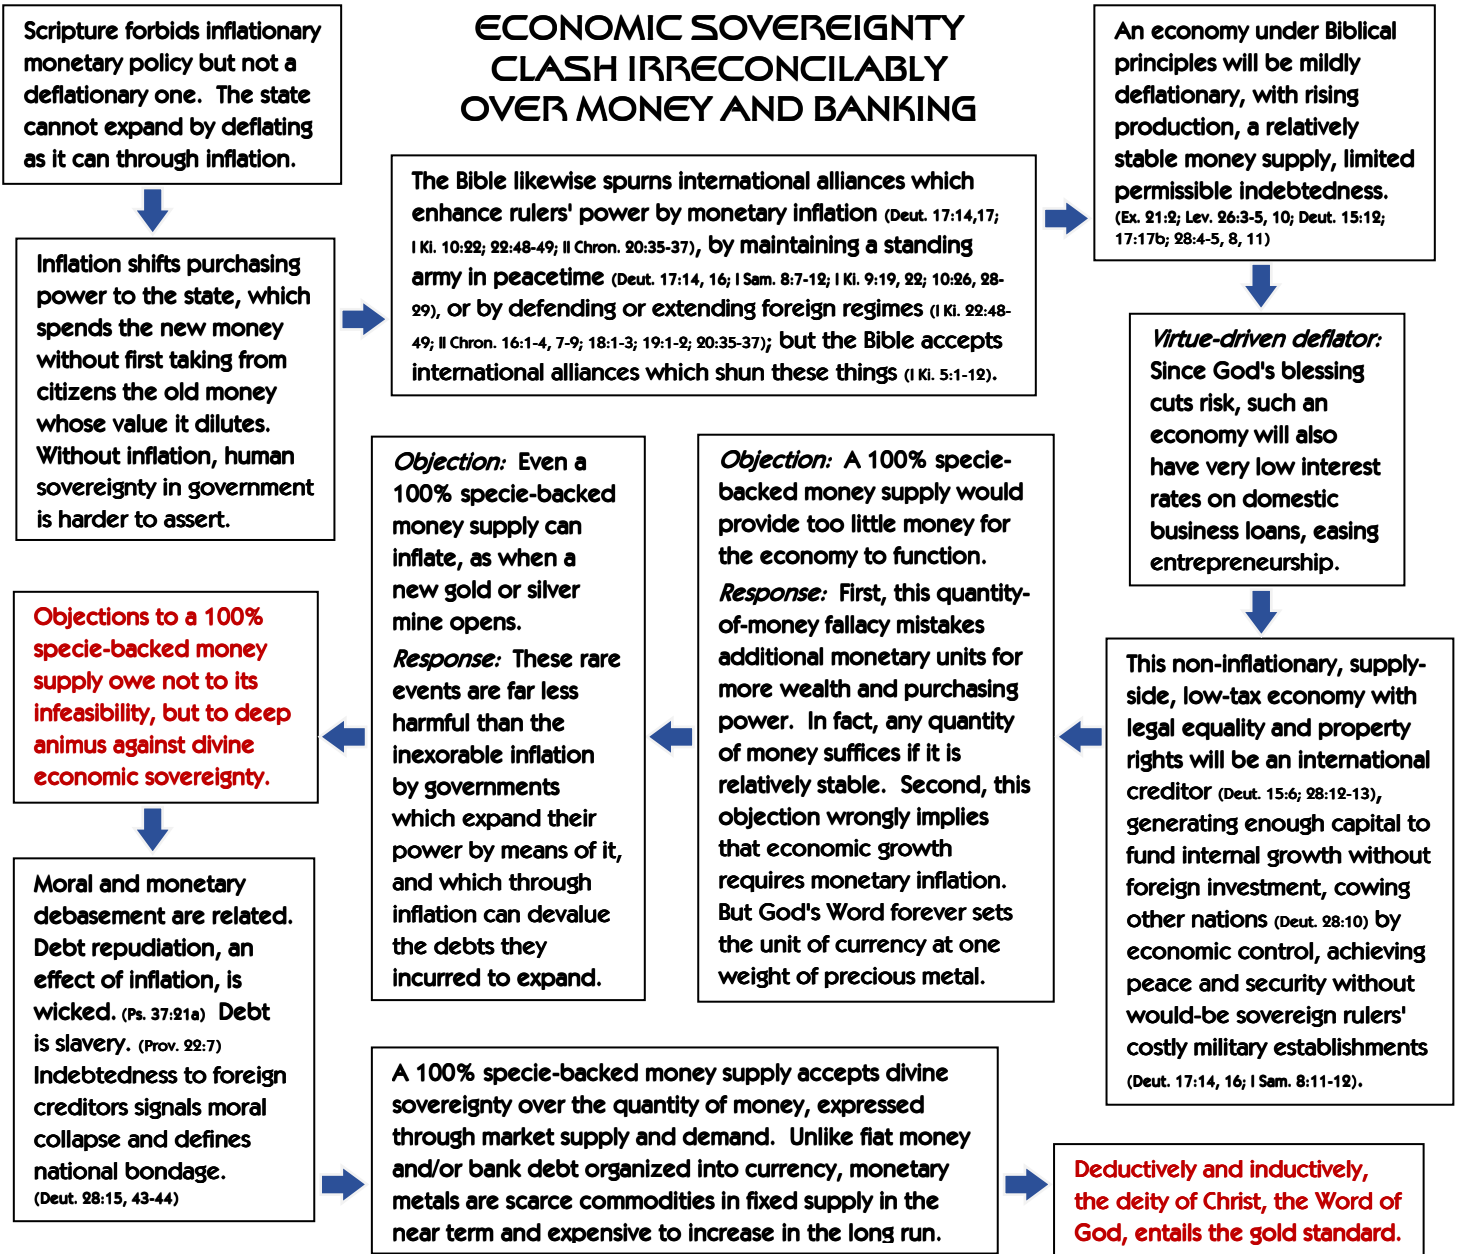 ECONOMIC SOVEREIGNTY
CLASH IRRECONCILABLY
OVER MONEY AND BANKING
Scripture forbids inflationary
monetary policy but not a
deflationary one.  The state
cannot expand by deflating
as it can through inflation.
Inflation shifts purchasing
power to the state, which
spends the new money
without first taking from
citizens the old money
whose value it dilutes.
Without inflation, human
sovereignty in government
is harder to assert.
The Bible likewise spurns international alliances which
enhance rulers' power by monetary inflation (Deut. 17:14,17;
I Ki. 10:22; 22:48-49; II Chron. 20:35-37), by maintaining a standing
army in peacetime (Deut. 17:14, 16; I Sam. 8:7-12; I Ki. 9:19, 22; 10:26, 28-
29), or by defending or extending foreign regimes (I Ki. 22:48-
49; II Chron. 16:1-4, 7-9; 18:1-3; 19:1-2; 20:35-37); but the Bible accepts
international alliances which shun these things (I Ki. 5:1-12).
An economy under Biblical
principles will be mildly
deflationary, with rising
production, a relatively
stable money supply, limited
permissible indebtedness.
(Ex. 21:2; Lev. 26:3-5, 10; Deut. 15:12;
17:17b; 28:4-5, 8, 11)
Virtue-driven deflator:
Since God's blessing
cuts risk, such an
economy will also
have very low interest
rates on domestic
business loans, easing
entrepreneurship.
This non-inflationary, supply-
side, low-tax economy with
legal equality and property
rights will be an international
creditor (Deut. 15:6; 28:12-13),
generating enough capital to
fund internal growth without
foreign investment, cowing
other nations (Deut. 28:10) by
economic control, achieving
peace and security without
would-be sovereign rulers'
costly military establishments
(Deut. 17:14, 16; I Sam. 8:11-12).
Objection:  A 100% specie-
backed money supply would
provide too little money for
the economy to function.
Response:  First, this quantity-
of-money fallacy mistakes
additional monetary units for
more wealth and purchasing
power.  In fact, any quantity
of money suffices if it is
relatively stable.  Second, this
objection wrongly implies
that economic growth
requires monetary inflation.
But God's Word forever sets
the unit of currency at one
weight of precious metal.
Objection:  Even a
100% specie-backed
money supply can
inflate, as when a
new gold or silver
mine opens.
Response:  These rare
events are far less
harmful than the
inexorable inflation
by governments
which expand their
power by means of it,
and which through
inflation can devalue
the debts they
incurred to expand.
Objections to a 100%
specie-backed money
supply owe not to its
infeasibility, but to deep
animus against divine
economic sovereignty.
Moral and monetary
debasement are related.
Debt repudiation, an
effect of inflation, is
wicked. (Ps. 37:21a)  Debt
is slavery. (Prov. 22:7)
Indebtedness to foreign
creditors signals moral
collapse and defines
national bondage.
(Deut. 28:15, 43-44)
A 100% specie-backed money supply accepts divine
sovereignty over the quantity of money, expressed
through market supply and demand.  Unlike fiat money
and/or bank debt organized into currency, monetary
metals are scarce commodities in fixed supply in the
near term and expensive to increase in the long run.
Deductively and inductively,
the deity of Christ, the Word of
God, entails the gold standard.